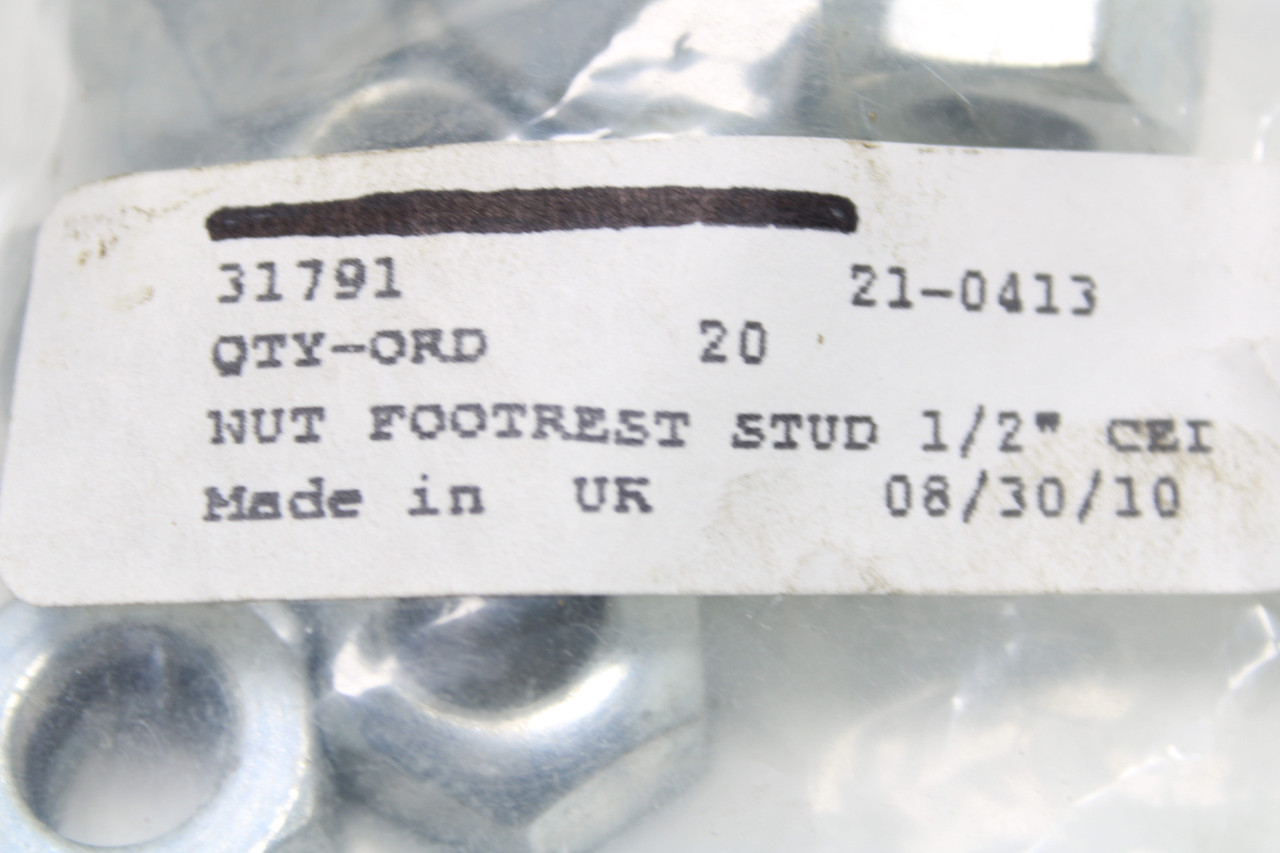 31791 21-0413
QTY-ORD 20
NUT FOOTREST STUD 1/2" CEI
Made in UK 08/30/10